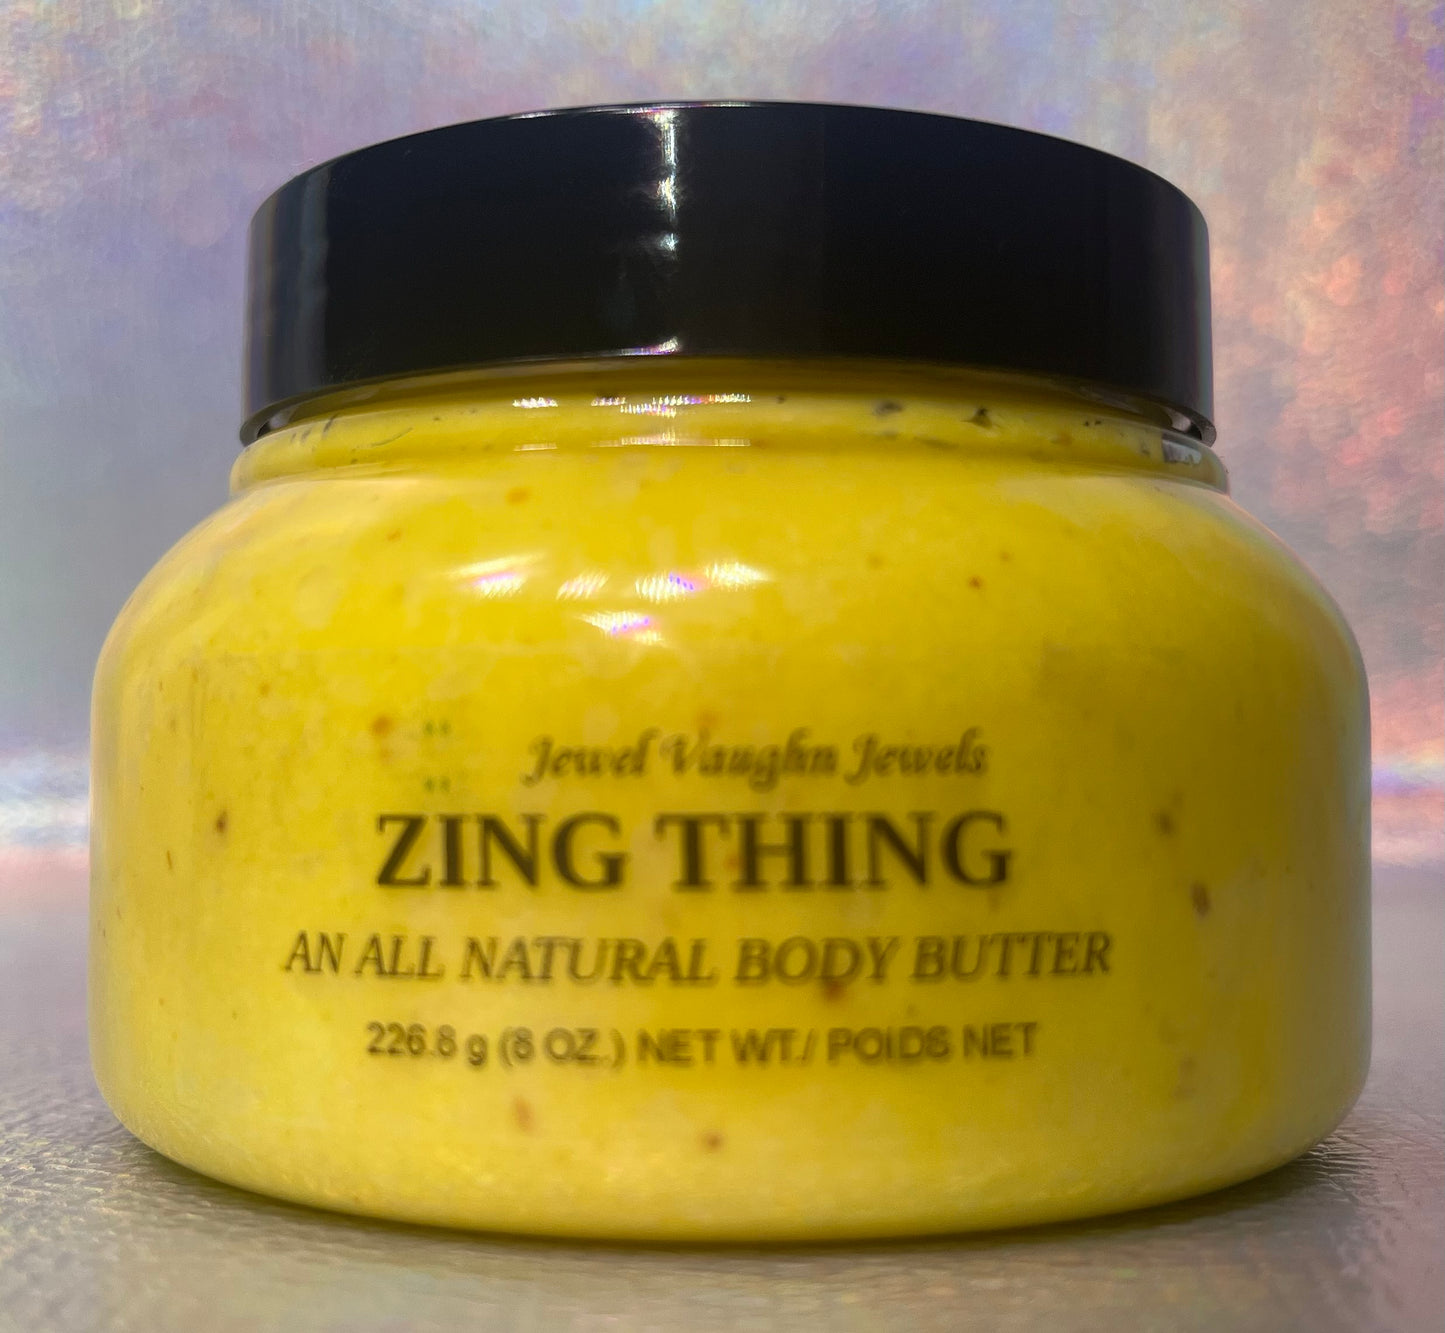 Jewel Vaughn Jewels
ZING THING
AN ALL NATURAL BODY BUTTER
226.8 g (8 OZ.) NET WT./ POIDS NET